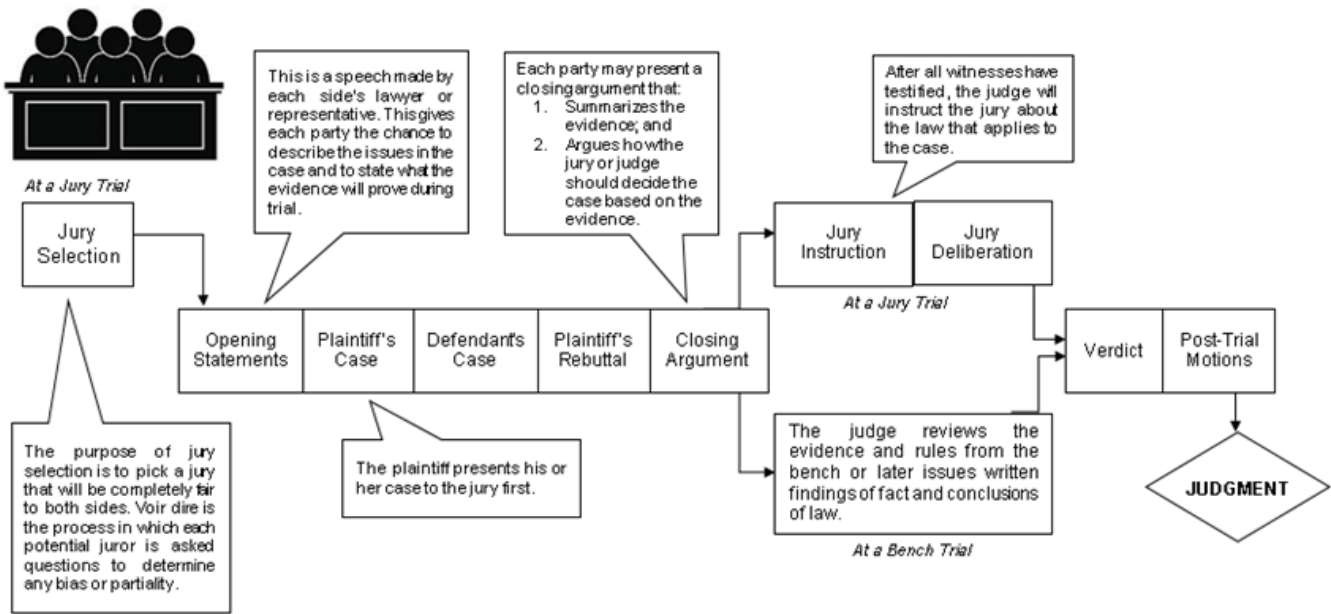 At a Jury Trial
Jury
Selection
The purpose of jury
selection is to pick a jury
that will be completely fair
to both sides. Voir dire is
the process in which each
potential juror is asked
questions to determine
any bias or partiality.
This is a speech made by
each side's lawyer or
representative. This gives
each party the chance to
describe the issues in the
case and to state what the
evidence will prove during
trial.
Opening
Statements
Plaintiff's
Case
Defendant's
Case
Plaintiff's
Rebuttal
Closing
Argument
The plaintiff presents his or
her case to the jury first.
Each party may present a
closing argument that:
1. Summarizes the
evidence; and
2. Argues how the
jury or judge
should decide the
case based on the
evidence.
After all witnesses have
testified, the judge will
instruct the jury about
the law that applies to
the case.
Jury
Instruction
Jury
Deliberation
At a Jury Trial
The judge reviews the
evidence and rules from the
bench or later issues written
findings of fact and conclusions
of law.
At a Bench Trial
Verdict
Post-Trial
Motions
JUDGMENT